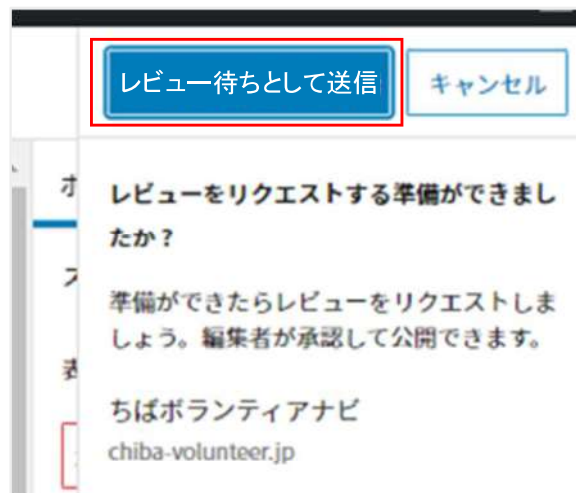 レビュー待ちとして送信
キャンセル
ポ
レビューをリクエストする準備ができまし
たか？
準備ができたらレビューをリクエストしま
しょう。編集者が承認して公開できます。
ちばボランティアナビ
chiba-volunteer.jp